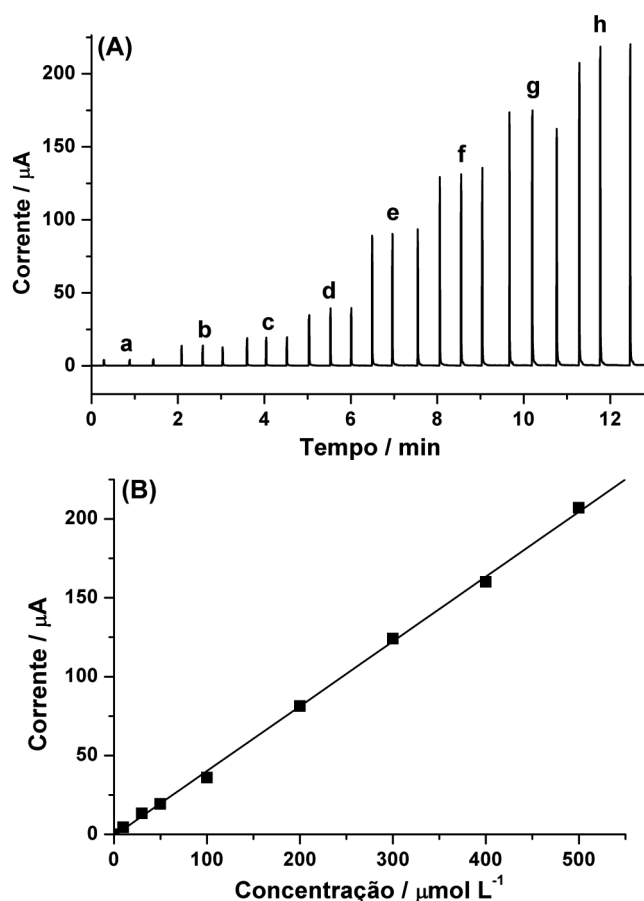 (A)
h
200
g
150
f
e
100
d
50
c
b
a
0
Corrente / μA
0 2 4 6 8 10 12
Tempo / min
(B)
200
150
100
50
0
Corrente / μA
0 100 200 300 400 500
Concentração / μmol L⁻¹